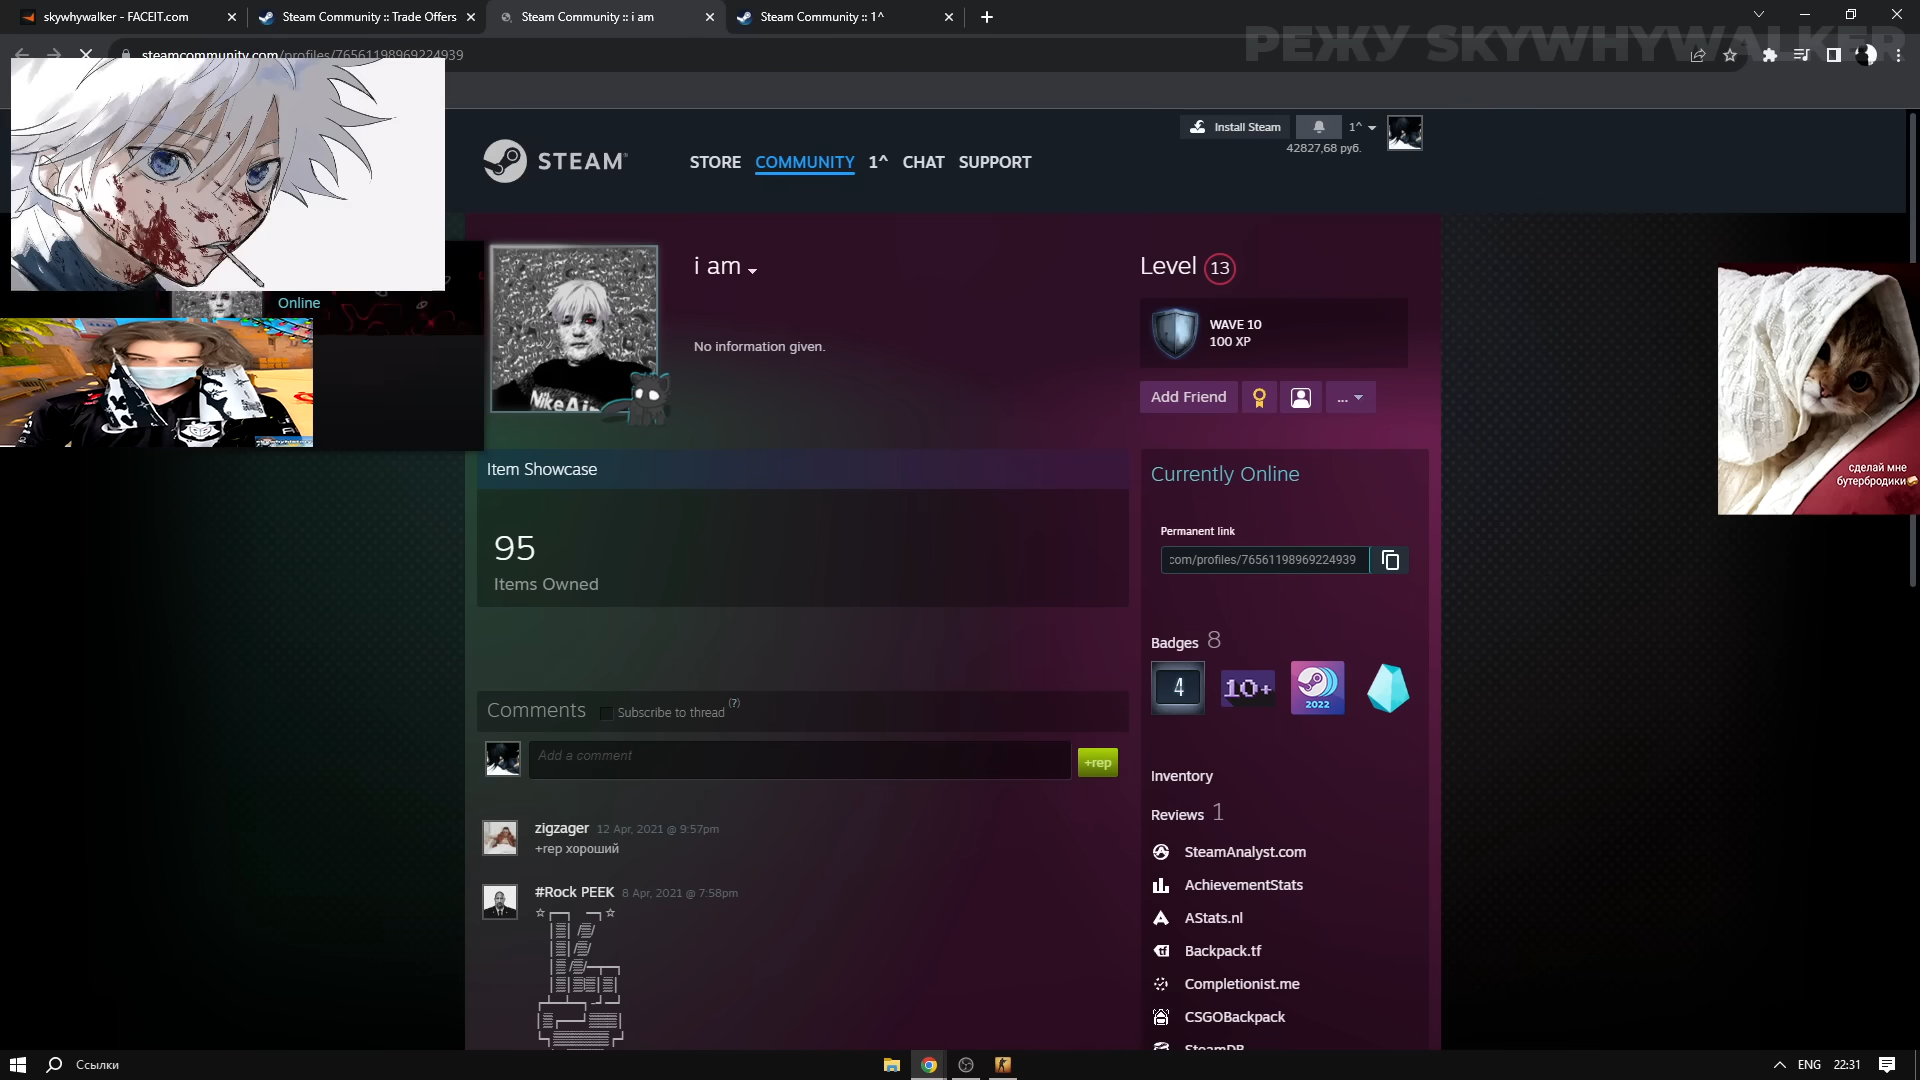 skywhywalker - FACEIT.com
Steam Community :: Trade Offers
Steam Community :: i am
Steam Community :: 1^
РЕЖУ SKYWHYWALKER
steamcommunity.com/profiles/76561198969224939
Install Steam
1^
42827,68 руб.
STEAM
STORE
COMMUNITY
1^
CHAT
SUPPORT
i am
Level 13
No information given.
WAVE 10
100 XP
Online
NikeAi
Add Friend
...
Item Showcase
Currently Online
95
Items Owned
Permanent link
com/profiles/76561198969224939
сделай мне
бутербродики
Badges 8
4
10+
2022
Comments
Subscribe to thread (?)
Add a comment
+rep
Inventory
Reviews 1
zigzager 12 Apr, 2021 @ 9:57pm
+rep хороший
#Rock PEEK 8 Apr, 2021 @ 7:58pm
SteamAnalyst.com
AchievementStats
AStats.nl
Backpack.tf
Completionist.me
CSGOBackpack
SteamDB
Ссылки
ENG
22:31